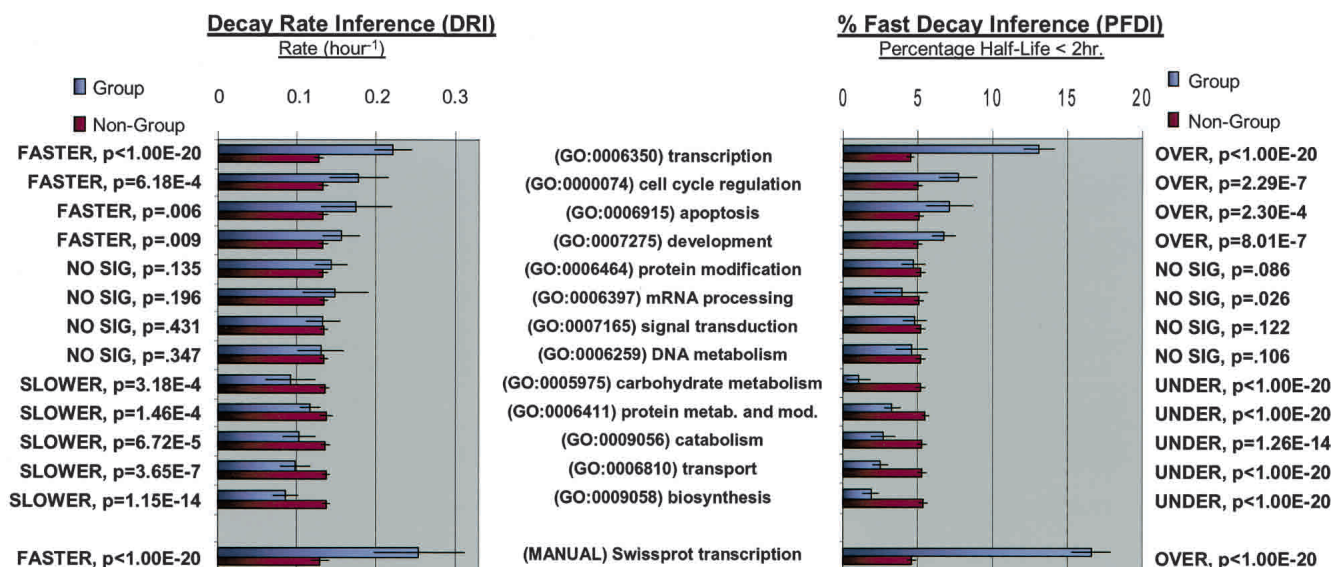 Decay Rate Inference (DRI) % Fast Decay Inference (PFDI)
Rate (hour⁻¹) Percentage Half-Life < 2hr.
Group Group
0 0.1 0.2 0.3 0 5 10 15 20
Non-Group Non-Group
FASTER, p<1.00E-20 (GO:0006350) transcription OVER, p<1.00E-20
FASTER, p=6.18E-4 (GO:0000074) cell cycle regulation OVER, p=2.29E-7
FASTER, p=.006 (GO:0006915) apoptosis OVER, p=2.30E-4
FASTER, p=.009 (GO:0007275) development OVER, p=8.01E-7
NO SIG, p=.135 (GO:0006464) protein modification NO SIG, p=.086
NO SIG, p=.196 (GO:0006397) mRNA processing NO SIG, p=.026
NO SIG, p=.431 (GO:0007165) signal transduction NO SIG, p=.122
NO SIG, p=.347 (GO:0006259) DNA metabolism NO SIG, p=.106
SLOWER, p=3.18E-4 (GO:0005975) carbohydrate metabolism UNDER, p<1.00E-20
SLOWER, p=1.46E-4 (GO:0006411) protein metab. and mod. UNDER, p<1.00E-20
SLOWER, p=6.72E-5 (GO:0009056) catabolism UNDER, p=1.26E-14
SLOWER, p=3.65E-7 (GO:0006810) transport UNDER, p<1.00E-20
SLOWER, p=1.15E-14 (GO:0009058) biosynthesis UNDER, p<1.00E-20
FASTER, p<1.00E-20 (MANUAL) Swissprot transcription OVER, p<1.00E-20